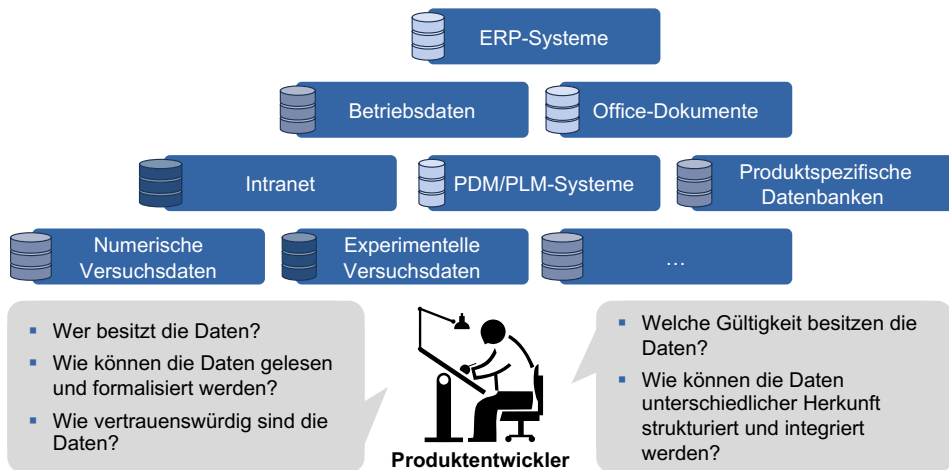 ERP-Systeme
Betriebsdaten
Office-Dokumente
Intranet
PDM/PLM-Systeme
Produktspezifische
Datenbanken
Numerische
Versuchsdaten
Experimentelle
Versuchsdaten
...
▪ Wer besitzt die Daten?
▪ Wie können die Daten gelesen
und formalisiert werden?
▪ Wie vertrauenswürdig sind die
Daten?
▪ Welche Gültigkeit besitzen die
Daten?
▪ Wie können die Daten
unterschiedlicher Herkunft
strukturiert und integriert
werden?
Produktentwickler